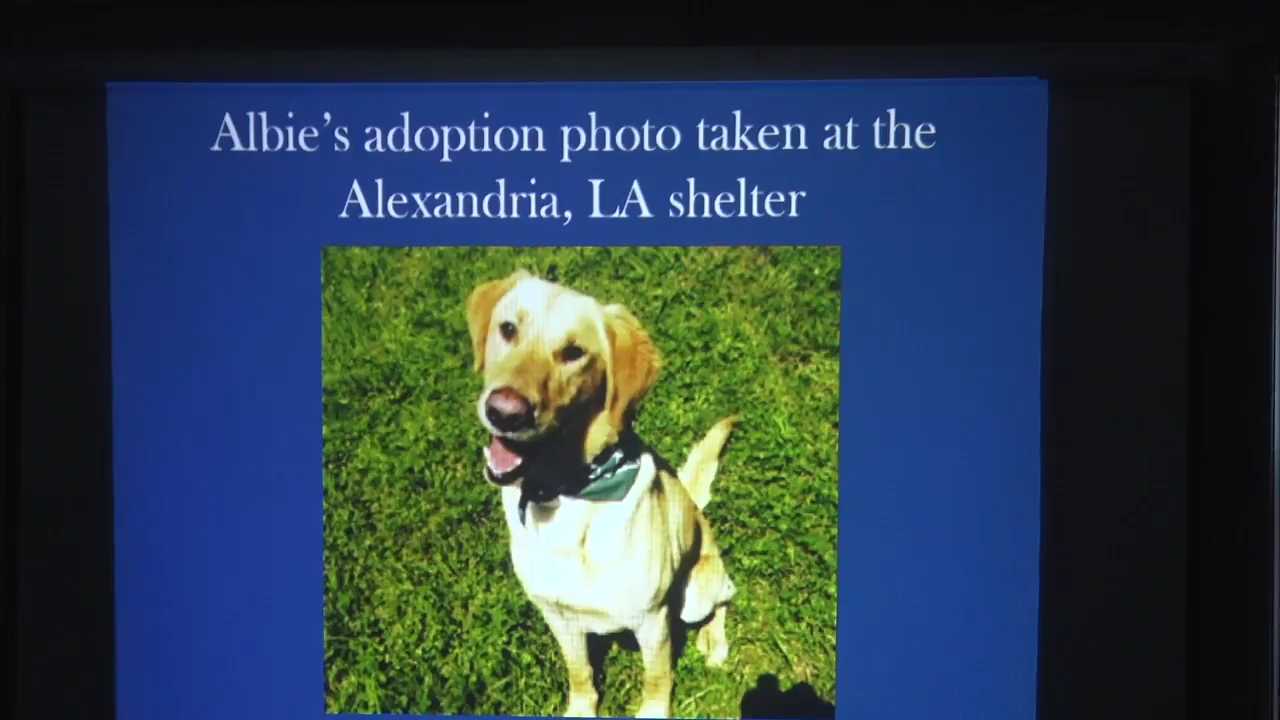 Albie's adoption photo taken at the
Alexandria, LA shelter